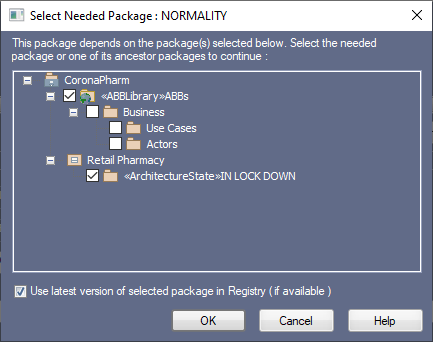 Select Needed Package : NORMALITY
This package depends on the package(s) selected below. Select the needed
package or one of its ancestor packages to continue :
CoronaPharm
«ABBLibrary»ABBs
Business
Use Cases
Actors
Retail Pharmacy
«ArchitectureState»IN LOCK DOWN
Use latest version of selected package in Registry ( if available )
OK Cancel Help